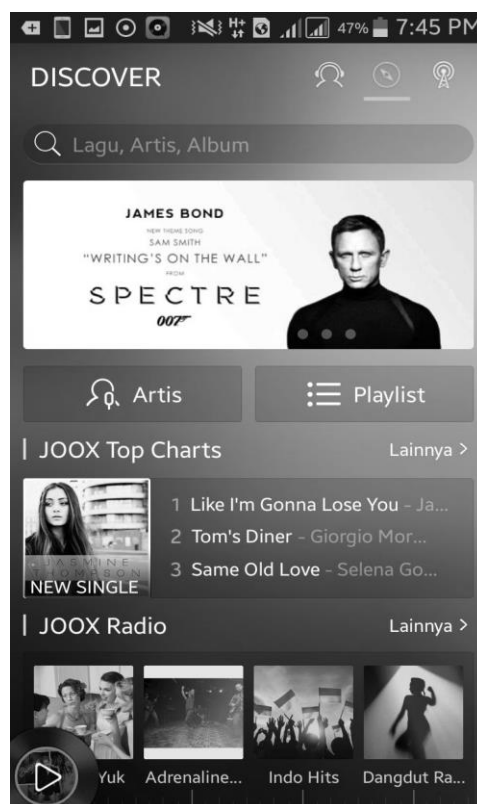 H+
47%
7:45 PM
DISCOVER
Lagu, Artis, Album
JAMES BOND
NEW THEME SONG
SAM SMITH
"WRITING'S ON THE WALL"
FROM
SPECTRE
007
Artis
Playlist
JOOX Top Charts
Lainnya >
JASMINE
THOMPSON
NEW SINGLE
1 Like I'm Gonna Lose You - Ja...
2 Tom's Diner - Giorgio Mor...
3 Same Old Love - Selena Go...
JOOX Radio
Lainnya >
Yuk
Adrenaline...
Indo Hits
Dangdut Ra...